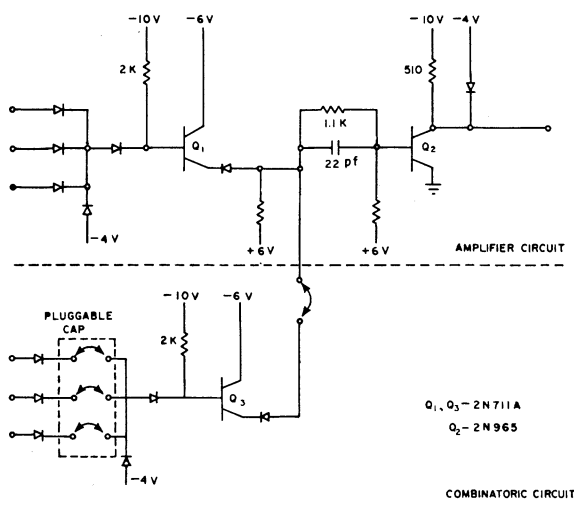 -10V
-6V
-10V
-4V
2K
510
1.1K
Q1
22 pf
Q2
-4V
+6V
+6V
AMPLIFIER CIRCUIT
-10V
-6V
PLUGGABLE
CAP
2K
Q3
Q1, Q3-2N711A
Q2-2N965
-4V
COMBINATORIC CIRCUIT